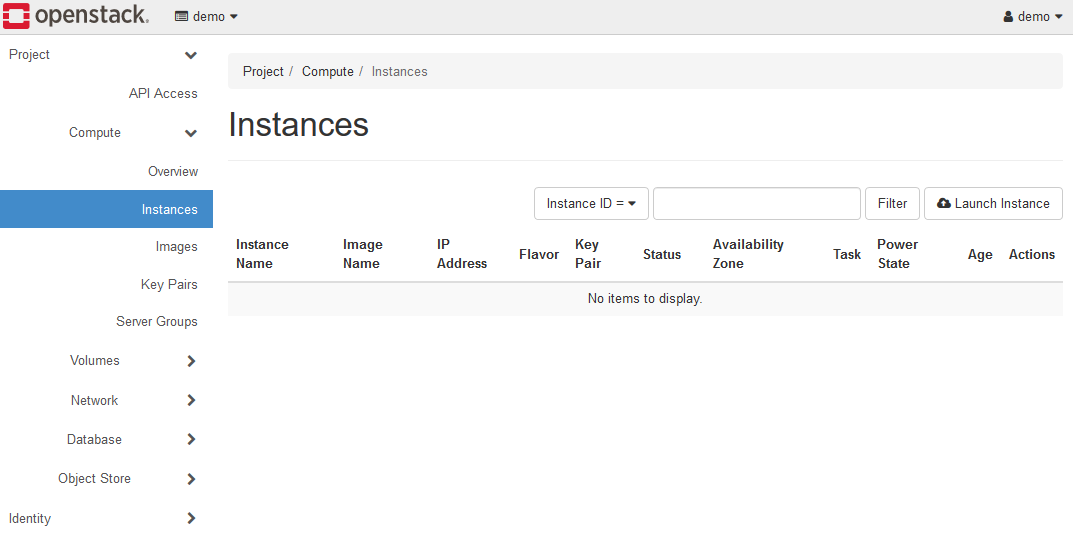 openstack.
demo
demo
Project
API Access
Compute
Overview
Instances
Images
Key Pairs
Server Groups
Volumes
Network
Database
Object Store
Identity
Project / Compute / Instances
Instances
Instance ID =
Filter
Launch Instance
Instance Name
Image Name
IP Address
Flavor
Key Pair
Status
Availability Zone
Task
Power State
Age
Actions
No items to display.